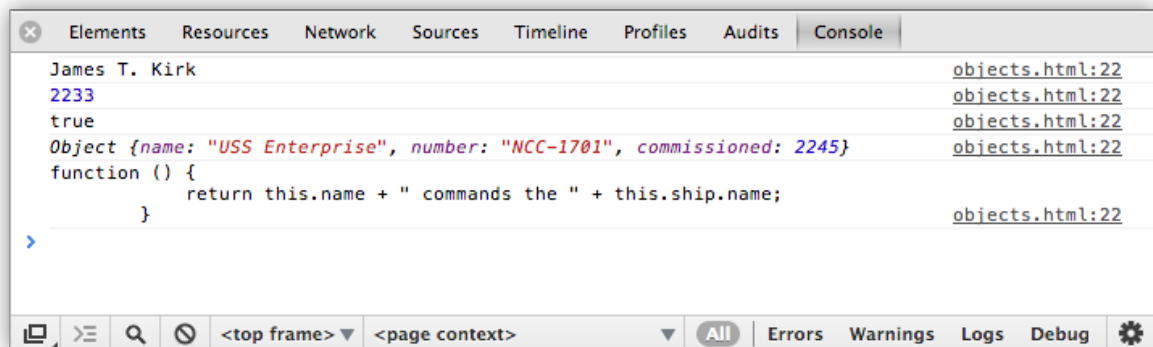 Elements Resources Network Sources Timeline Profiles Audits Console
James T. Kirk objects.html:22
2233 objects.html:22
true objects.html:22
Object {name: "USS Enterprise", number: "NCC-1701", commissioned: 2245} objects.html:22
function () {
return this.name + " commands the " + this.ship.name;
} objects.html:22
<top frame> <page context> All Errors Warnings Logs Debug